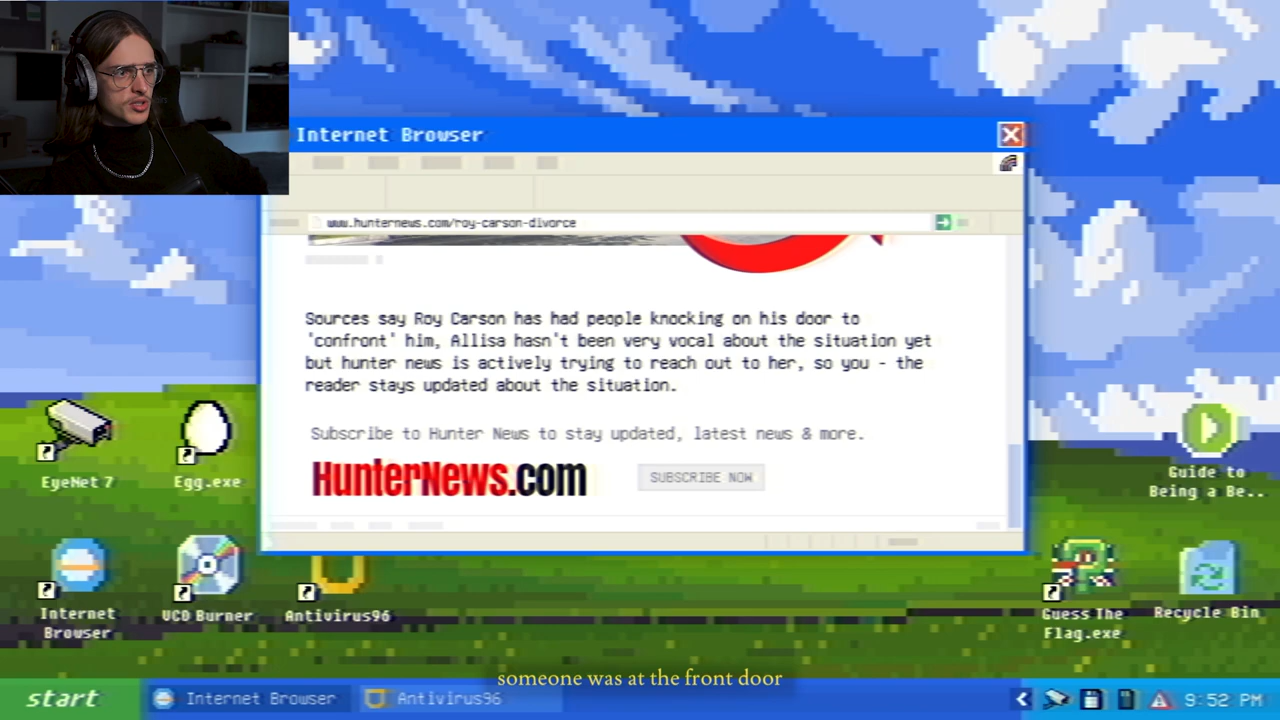 Internet Browser
www.hunternews.com/roy-carson-divorce
Sources say Roy Carson has had people knocking on his door to
'confront' him, Allisa hasn't been very vocal about the situation yet
but hunter news is actively trying to reach out to her, so you - the
reader stays updated about the situation.
Subscribe to Hunter News to stay updated, latest news & more.
HunterNews.com
SUBSCRIBE NOW
EyeNet 7
Egg.exe
Guide to
Being a Be..
Internet
Browser
VCD Burner
Antivirus96
Guess The
Flag.exe
Recycle Bin
someone was at the front door
start
Internet Browser
Antivirus96
9:52 PM